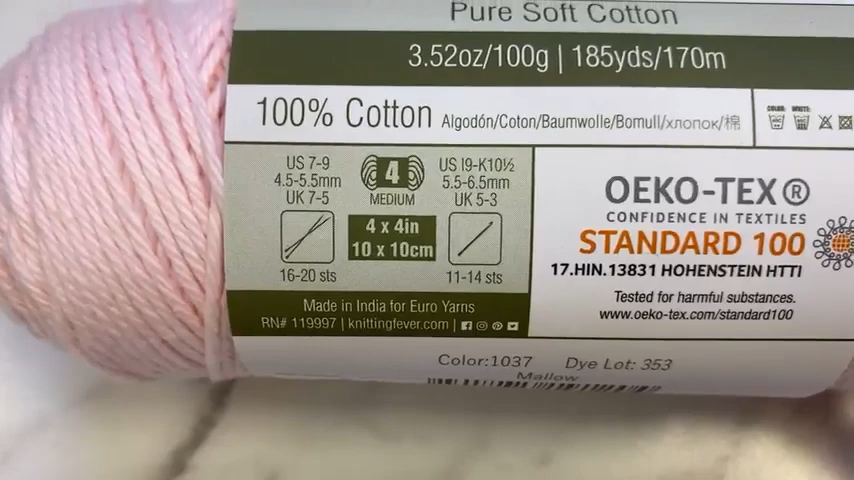 Pure Soft Cotton
3.52oz/100g | 185yds/170m
100% Cotton Algodón/Coton/Baumwolle/Bomull/хлопок/棉
COLOR: WHITE:
US 7-9
4.5-5.5mm
UK 7-5
4
MEDIUM
US I9-K10½
5.5-6.5mm
UK 5-3
4 x 4in
10 x 10cm
16-20 sts
11-14 sts
Made in India for Euro Yarns
RN# 119997 | knittingfever.com |
OEKO-TEX®
CONFIDENCE IN TEXTILES
STANDARD 100
17.HIN.13831 HOHENSTEIN HTTI
Tested for harmful substances.
www.oeko-tex.com/standard100
Color:1037 Dye Lot: 353
Mallow